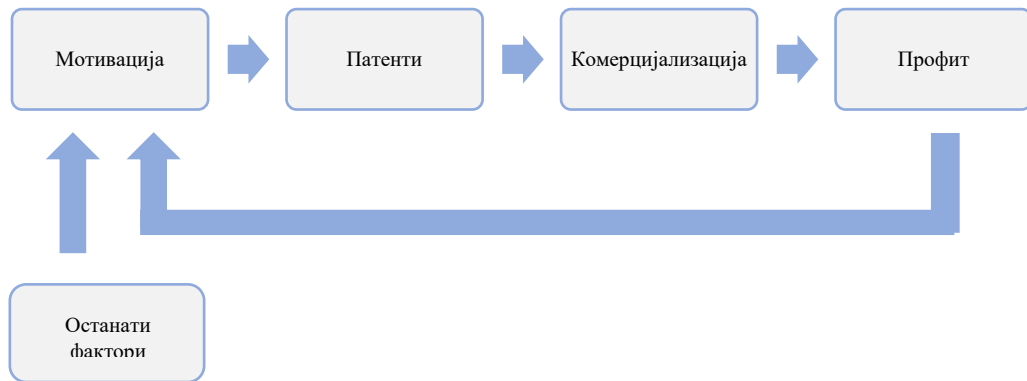 Мотивација
Патенти
Комерцијализација
Профит
Останати
фактори